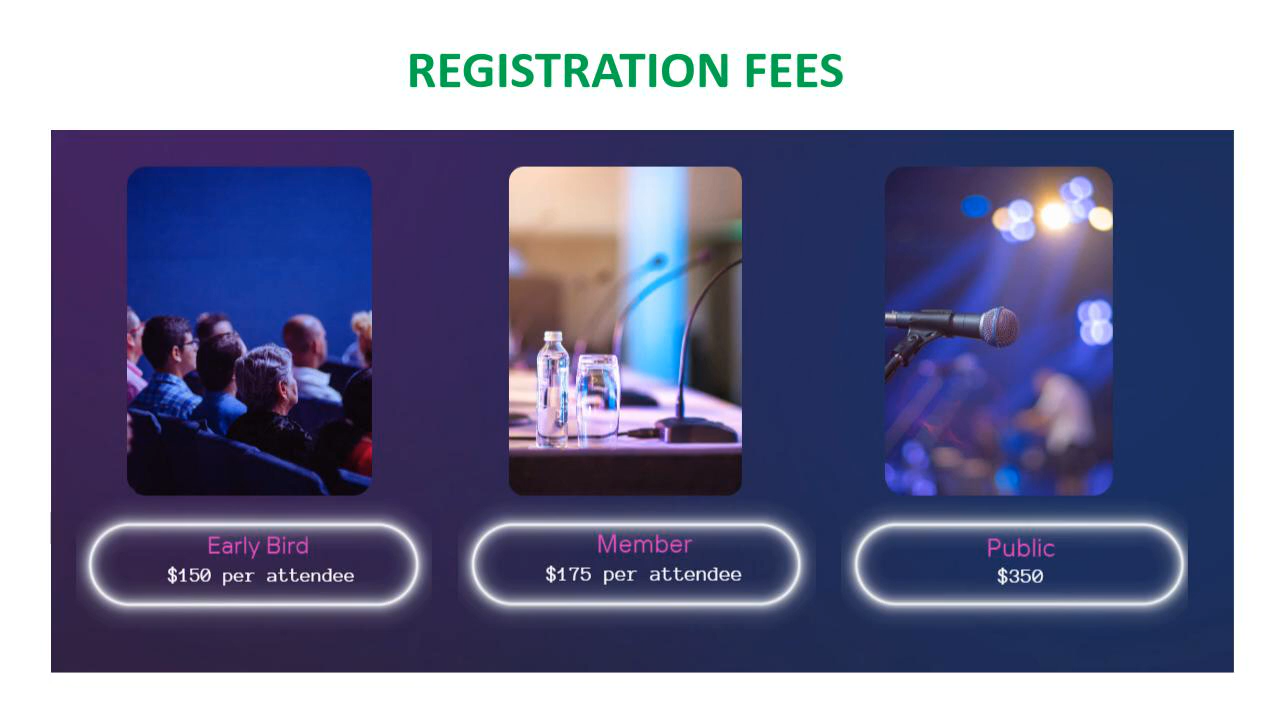 REGISTRATION FEES
Early Bird
$150 per attendee
Member
$175 per attendee
Public
$350